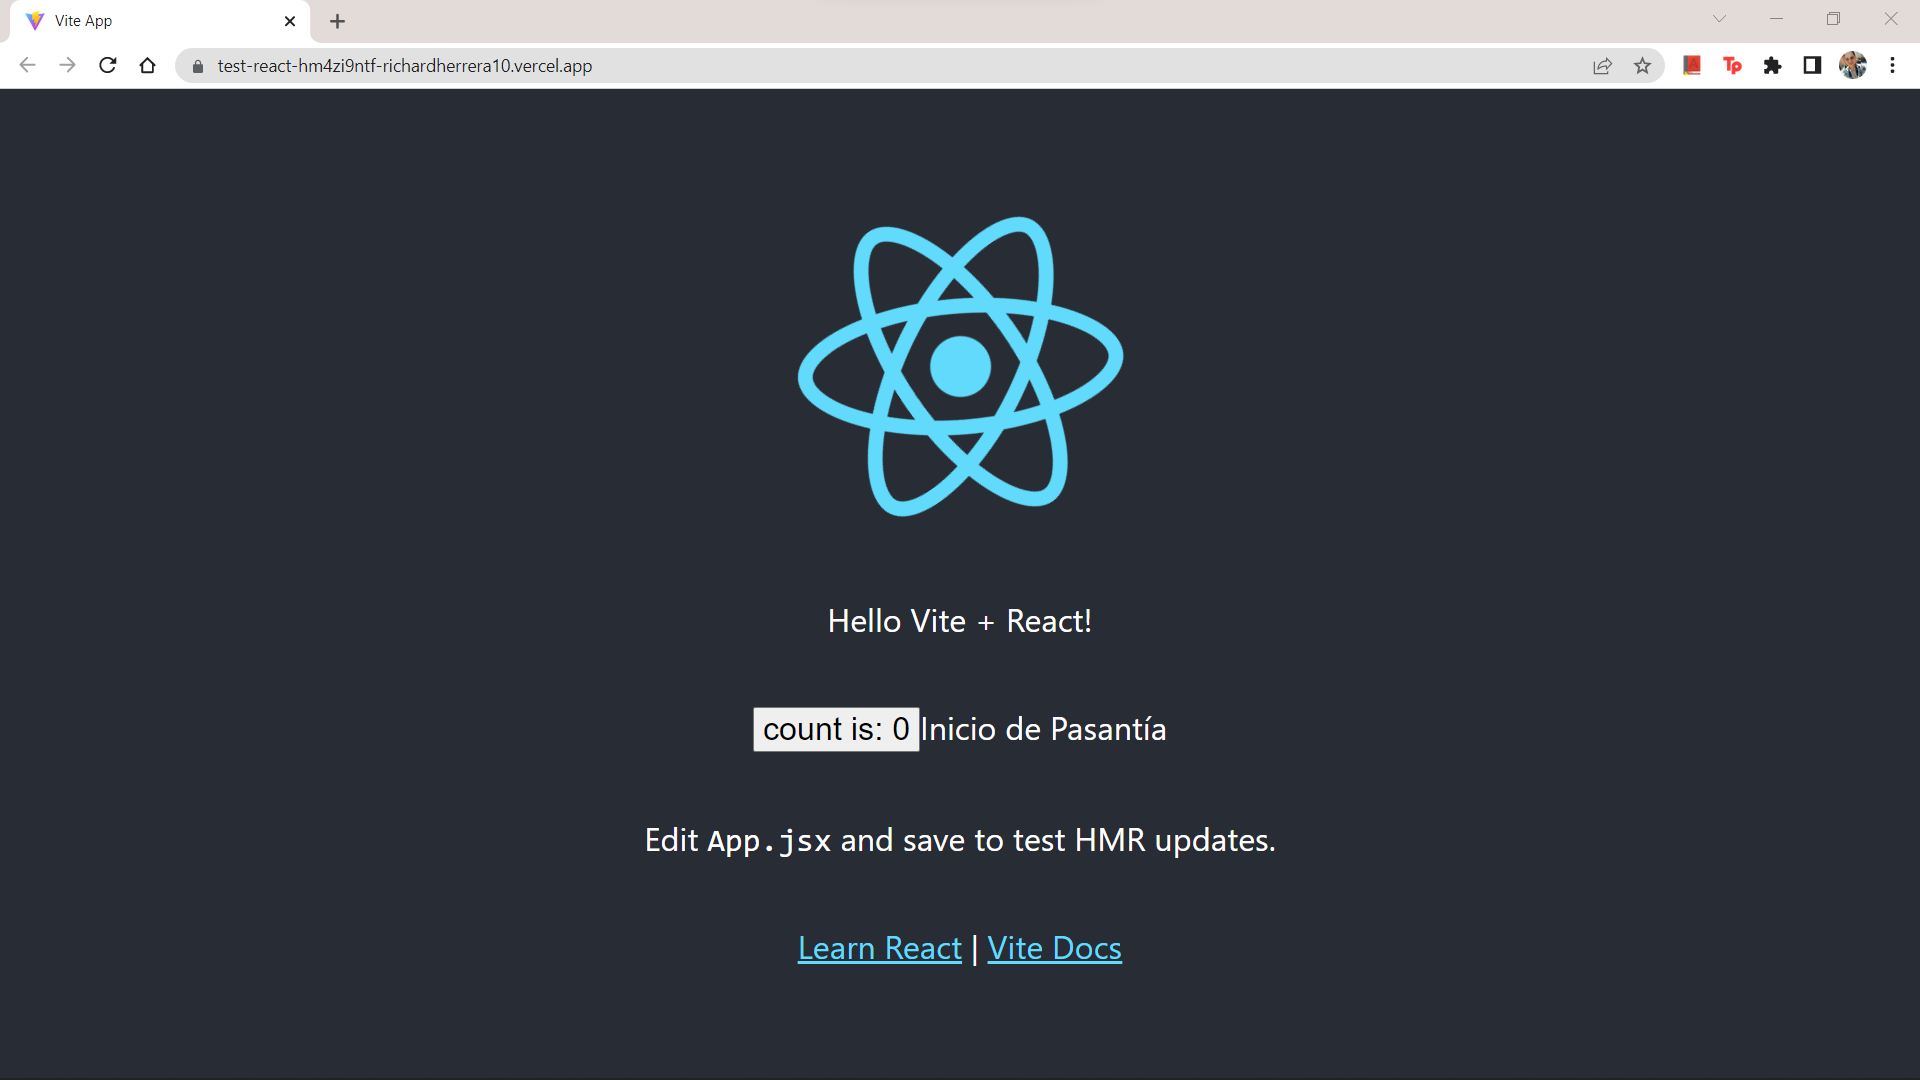 Vite App
test-react-hm4zi9ntf-richardherrera10.vercel.app
Tp
Hello Vite + React!
count is: 0 Inicio de Pasantía
Edit App.jsx and save to test HMR updates.
Learn React | Vite Docs